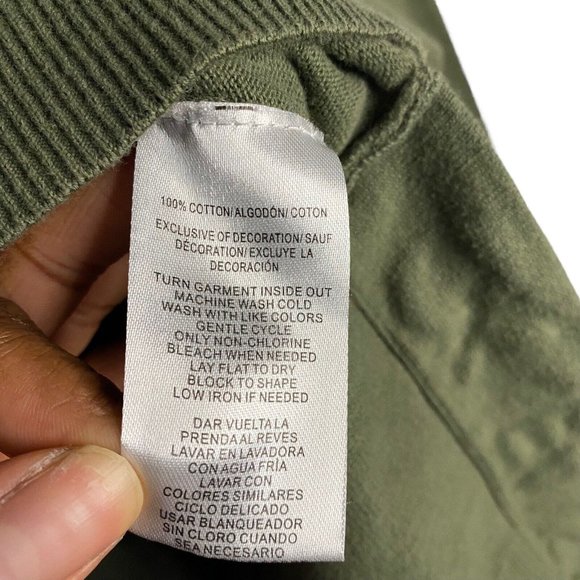 100% COTTON/ALGODÓN/ COTON
EXCLUSIVE OF DECORATION/SAUF
DÉCORATION/ EXCLUYE LA
DECORACIÓN
TURN GARMENT INSIDE OUT
MACHINE WASH COLD
WASH WITH LIKE COLORS
GENTLE CYCLE
ONLY NON-CHLORINE
BLEACH WHEN NEEDED
LAY FLAT TO DRY
BLOCK TO SHAPE
LOW IRON IF NEEDED
DAR VUELTA LA
PRENDA AL REVES
LAVAR EN LAVADORA
CON AGUA FRÍA
LAVAR CON
COLORES SIMILARES
CICLO DELICADO
USAR BLANQUEADOR
SIN CLORO CUANDO
SEA NECESARIO